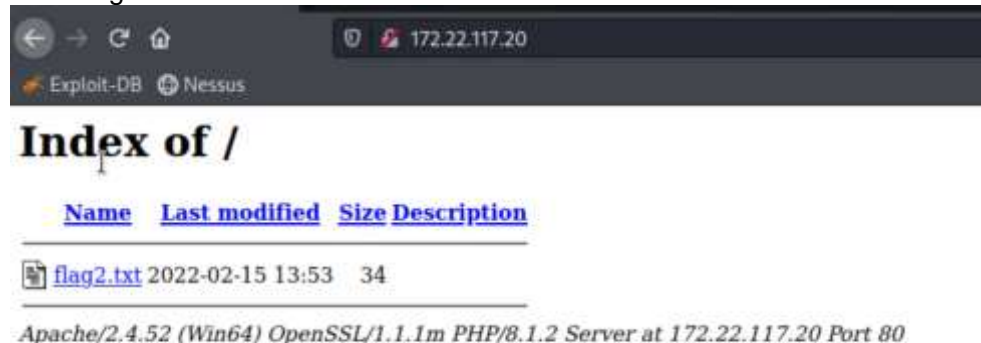 172.22.117.20
Exploit-DB Nessus
Index of /
Name Last modified Size Description
flag2.txt 2022-02-15 13:53 34
Apache/2.4.52 (Win64) OpenSSL/1.1.1m PHP/8.1.2 Server at 172.22.117.20 Port 80